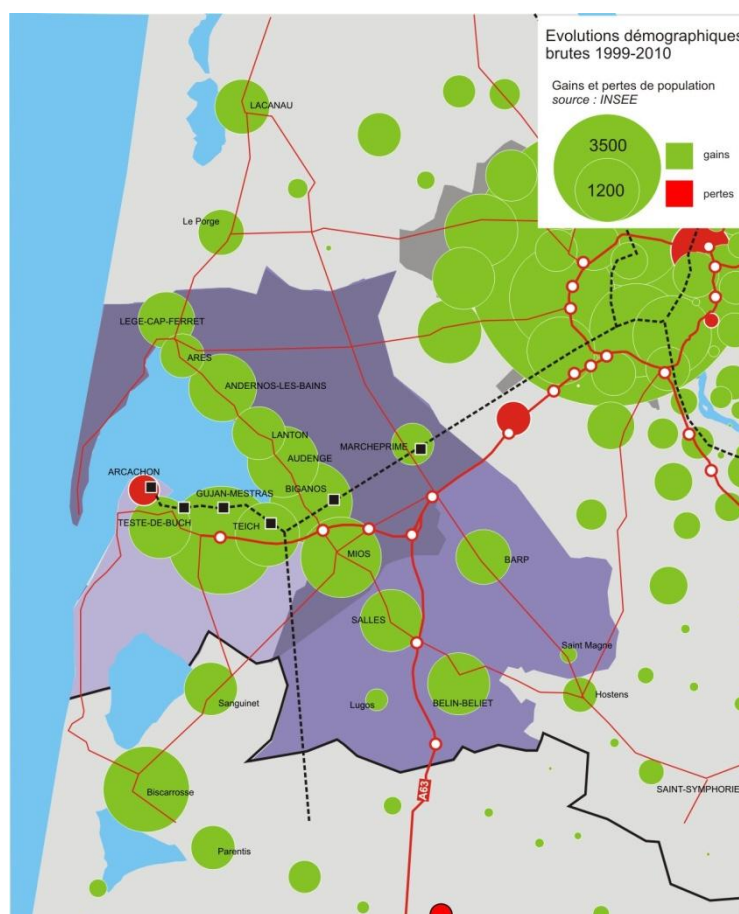 Evolutions démographiques
brutes 1999-2010
Gains et pertes de population
source : INSEE
3500
1200
gains
pertes
LACANAU
Le Porge
LEGE-CAP-FERRET
ARES
ANDERNOS-LES-BAINS
LANTON
AUDENGE
MARCHEPRIME
ARCACHON
BIGANOS
GUJAN-MESTRAS
TESTE-DE-BUCH
TEICH
MIOS
BARP
SALLES
Saint Magne
Sanguinet
Lugos
BELIN-BELIET
Hostens
Biscarrosse
A63
SAINT-SYMPHORIE
Parentis